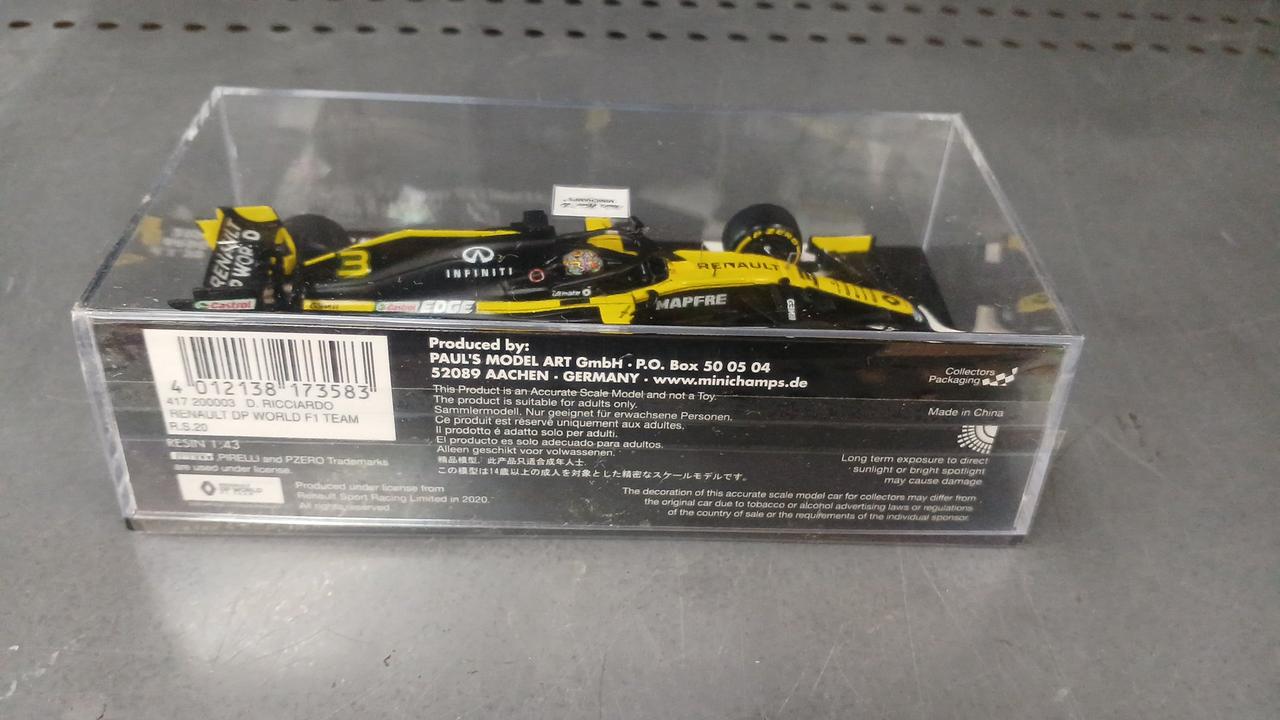 MINICHAMPS
RENAULT
DP WORLD
3
INFINITI
P ZERO
RENAULT
MAPFRE
Castrol
Castrol EDGE
Produced by:
PAUL'S MODEL ART GmbH · P.O. Box 50 05 04
52089 AACHEN · GERMANY · www.minichamps.de
4 012138 173583
417 200003 D. RICCIARDO
RENAULT DP WORLD F1 TEAM
R.S.20
RESIN 1:43
PIRELLI and PZERO Trademarks
are used under license.
RENAULT
DP WORLD
Produced under license from
Renault Sport Racing Limited in 2020.
All rights reserved
This Product is an Accurate Scale Model and not a Toy.
The product is suitable for adults only.
Sammlermodell. Nur geeignet für erwachsene Personen.
Ce produit est réservé uniquement aux adultes.
Il prodotto é adatto solo per adulti.
El producto es solo adecuado para adultos.
Alleen geschikt voor volwassenen.
精品模型，此产品只适合成年人士.
この模型は14歳以上の成人を対象とした精密なスケールモデルです。
Collectors
Packaging
Made in China
Long term exposure to direct
sunlight or bright spotlight
may cause damage
The decoration of this accurate scale model car for collectors may differ from
the original car due to tobacco or alcohol advertising laws or regulations
of the country of sale or the requirements of the individual sponsor.